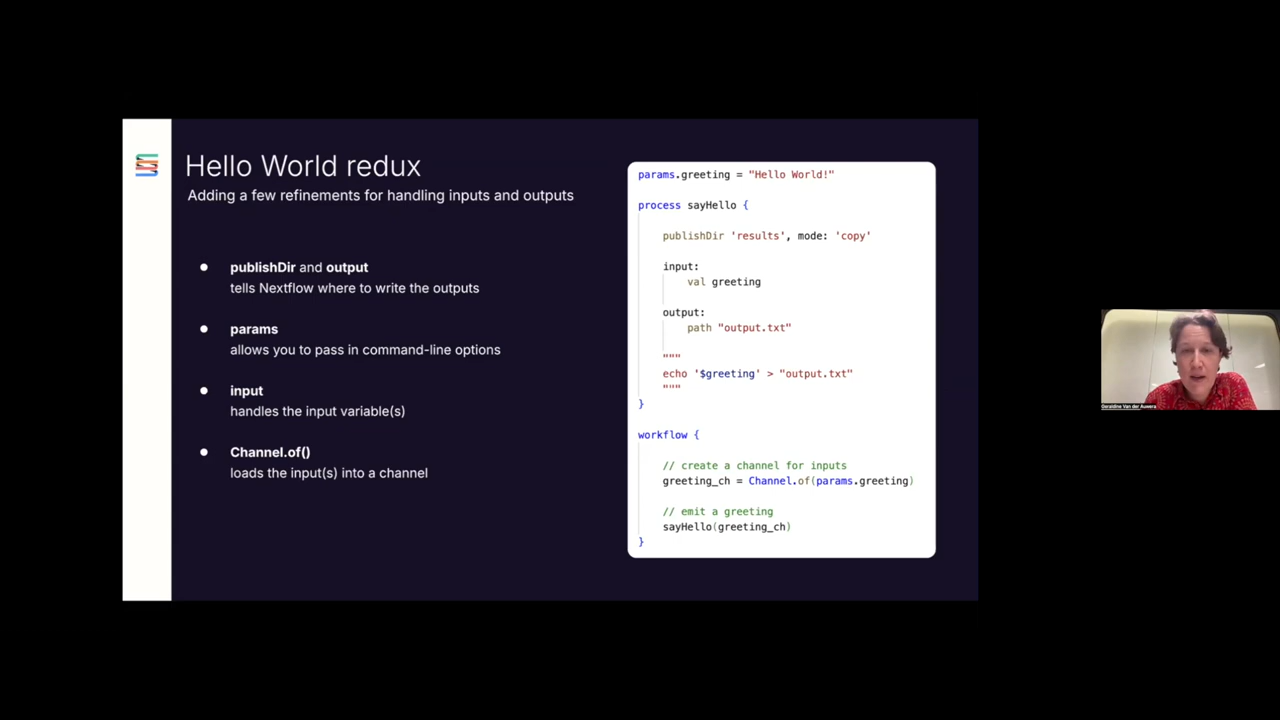 Hello World redux
Adding a few refinements for handling inputs and outputs
● publishDir and output
tells Nextflow where to write the outputs
● params
allows you to pass in command-line options
● input
handles the input variable(s)
● Channel.of()
loads the input(s) into a channel
params.greeting = "Hello World!"
process sayHello {
publishDir 'results', mode: 'copy'
input:
val greeting
output:
path "output.txt"
"""
echo '$greeting' > "output.txt"
"""
}
workflow {
// create a channel for inputs
greeting_ch = Channel.of(params.greeting)
// emit a greeting
sayHello(greeting_ch)
}
Geraldine Van der Auwera